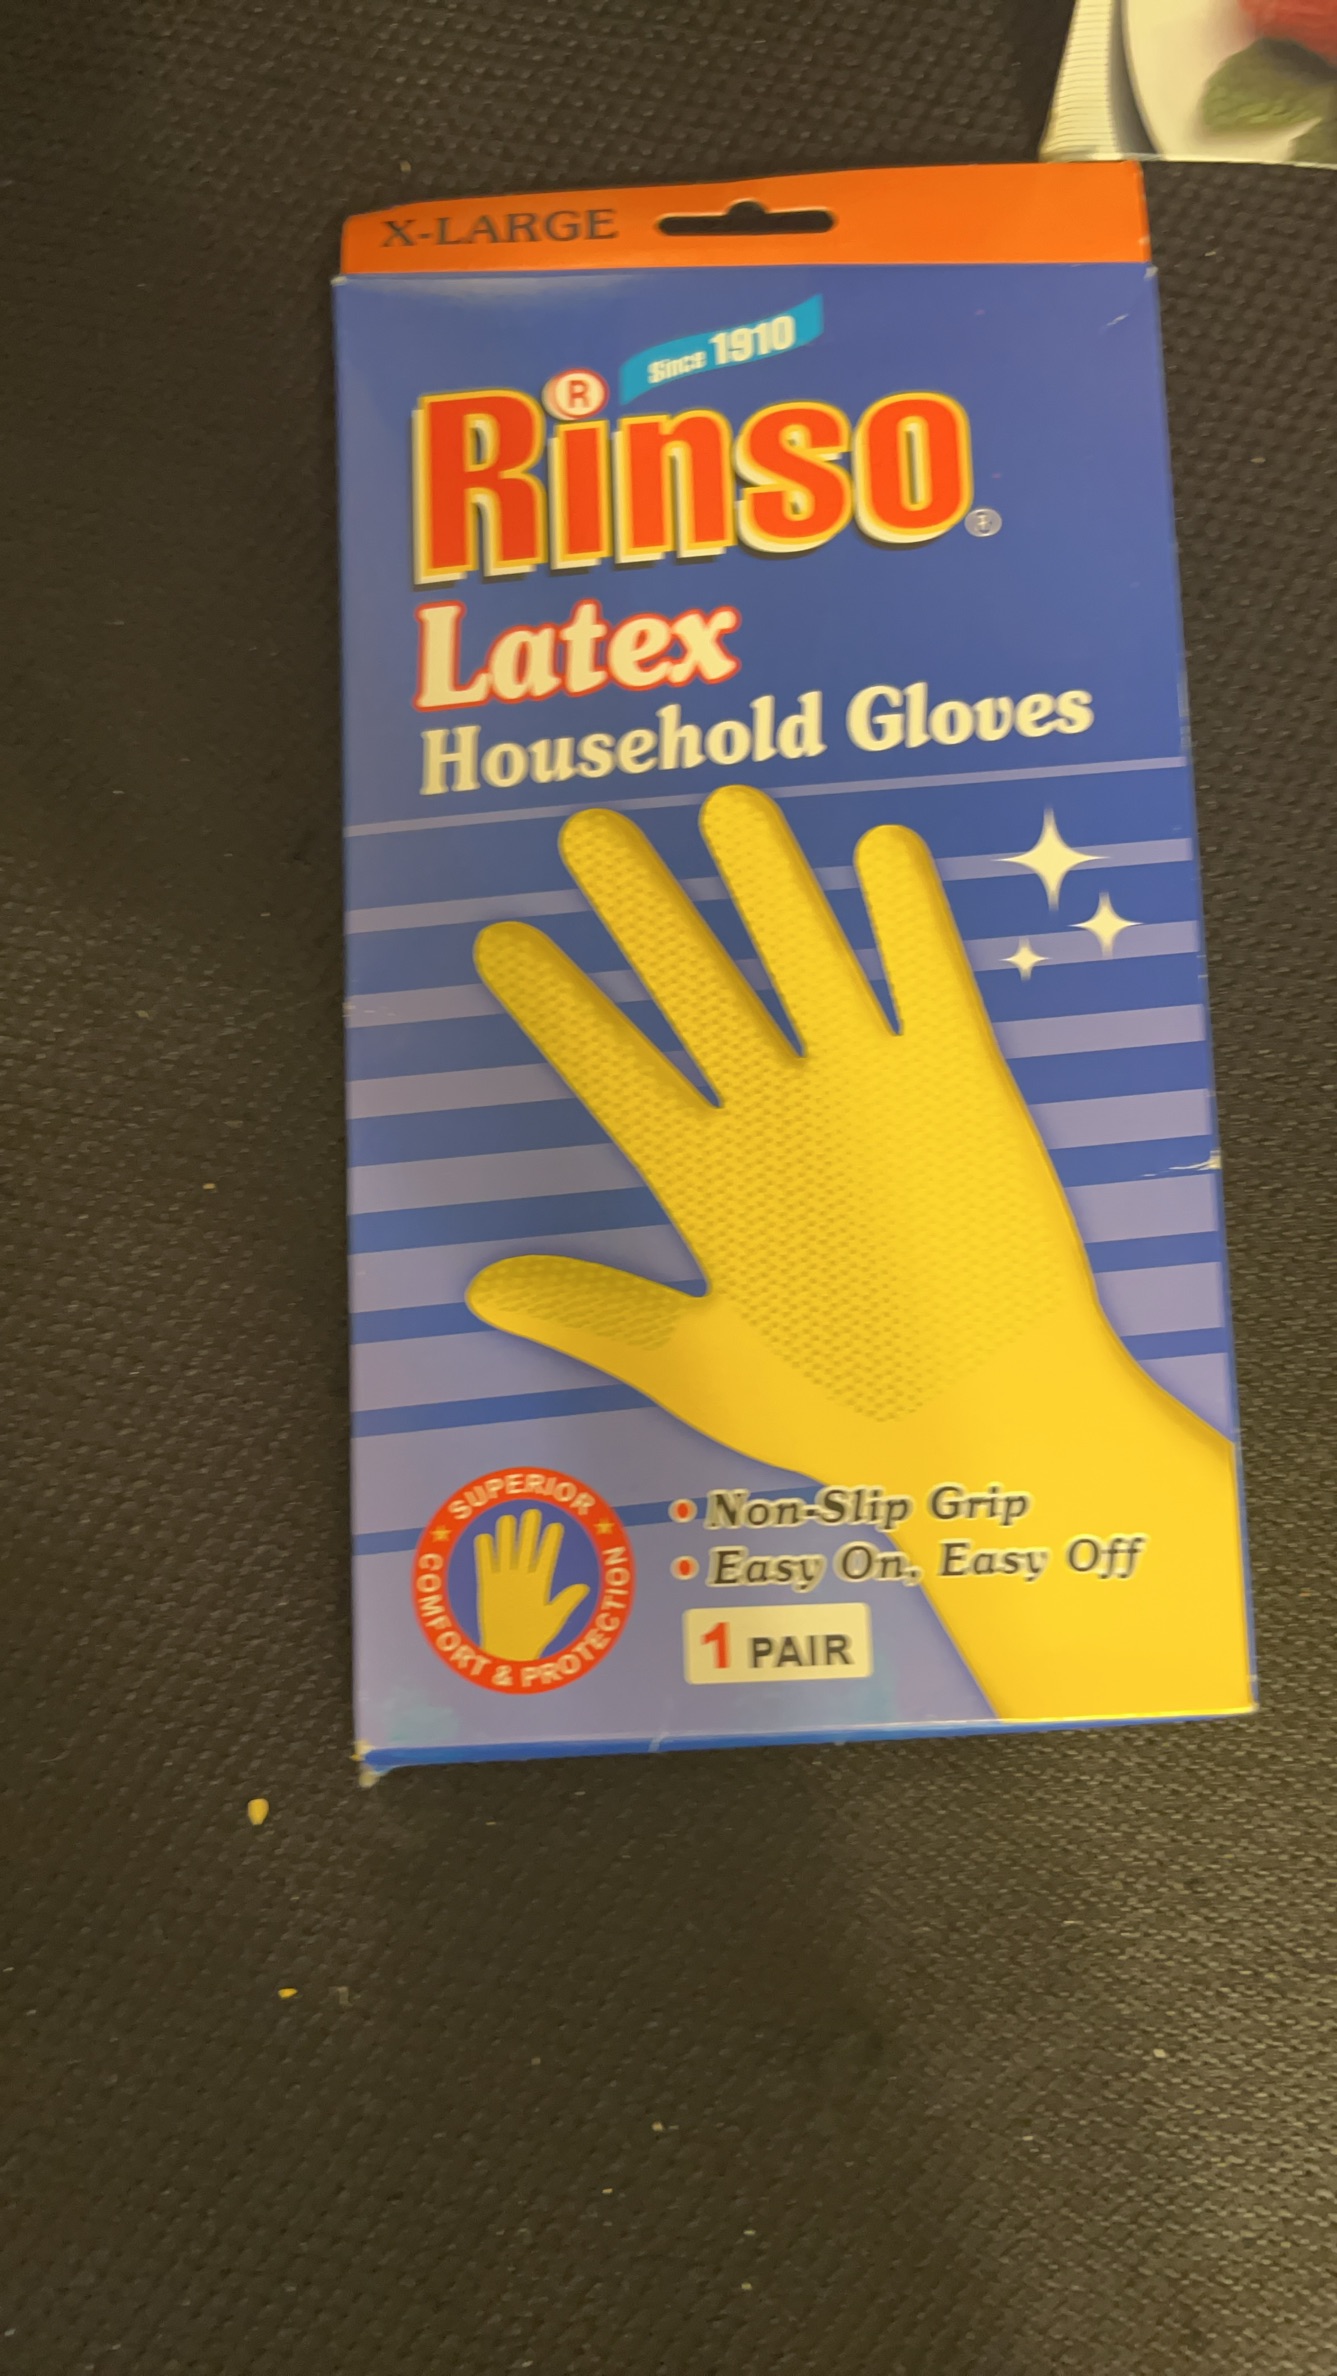 X-LARGE
Since 1910
Rinso®
Latex
Household Gloves
• Non-Slip Grip
• Easy On, Easy Off
1 PAIR
SUPERIOR
COMFORT & PROTECTION